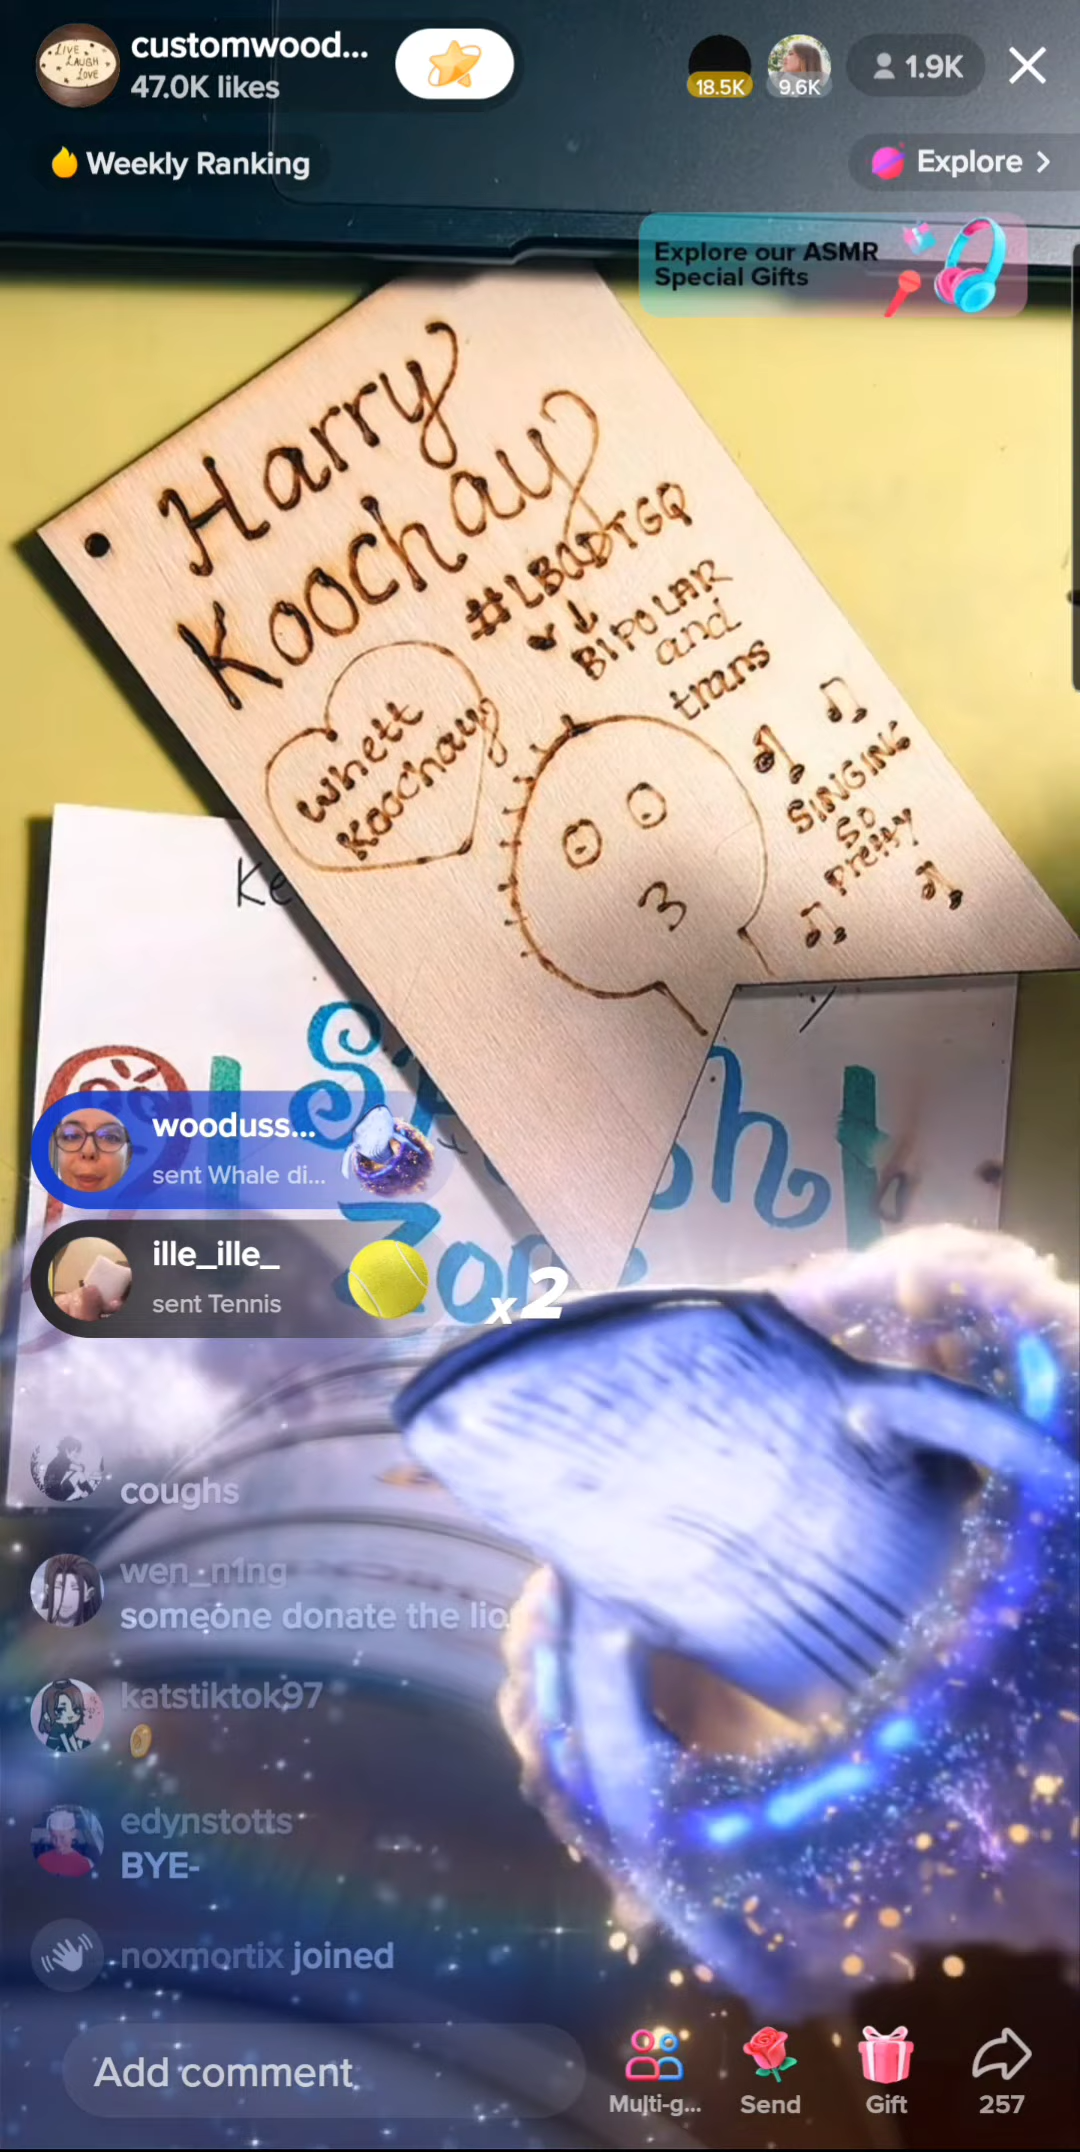 customwood...
47.0K likes
18.5K
9.6K
1.9K
Weekly Ranking
Explore
Explore our ASMR
Special Gifts
Harry
Koochay
#LBODTGQ
BIPOLAR
and
trans
Whett
Koochay
SINGING
SO
Pretty
Ke
wooduss...
sent Whale di...
ille_ille_
sent Tennis
x2
coughs
wen_n1ng
someone donate the lio
katstiktok97
edynstotts
BYE-
noxmortix joined
Add comment
Multi-g...
Send
Gift
257